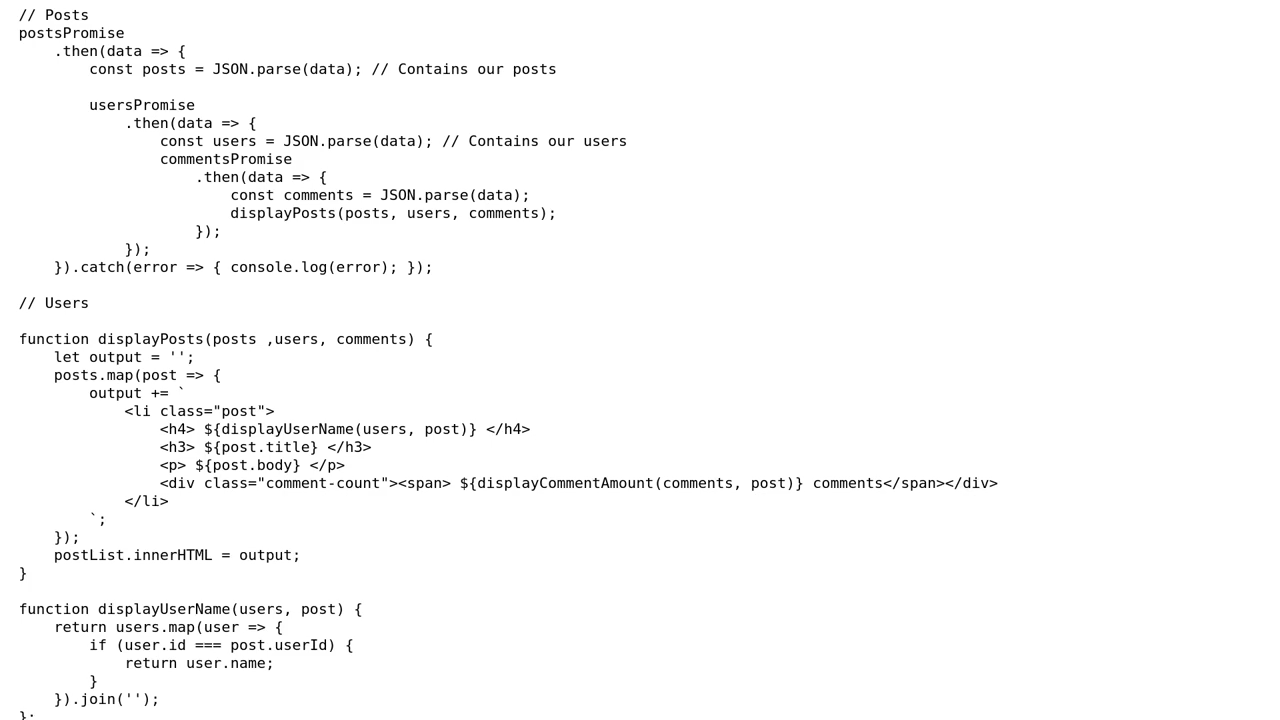 // Posts
postsPromise
    .then(data => {
        const posts = JSON.parse(data); // Contains our posts

        usersPromise
            .then(data => {
                const users = JSON.parse(data); // Contains our users
                commentsPromise
                    .then(data => {
                        const comments = JSON.parse(data);
                        displayPosts(posts, users, comments);
                    });
            });
    }).catch(error => { console.log(error); });

// Users

function displayPosts(posts ,users, comments) {
    let output = '';
    posts.map(post => {
        output += `
            <li class="post">
                <h4> ${displayUserName(users, post)} </h4>
                <h3> ${post.title} </h3>
                <p> ${post.body} </p>
                <div class="comment-count"><span> ${displayCommentAmount(comments, post)} comments</span></div>
            </li>
        `;
    });
    postList.innerHTML = output;
}

function displayUserName(users, post) {
    return users.map(user => {
        if (user.id === post.userId) {
            return user.name;
        }
    }).join('');
};